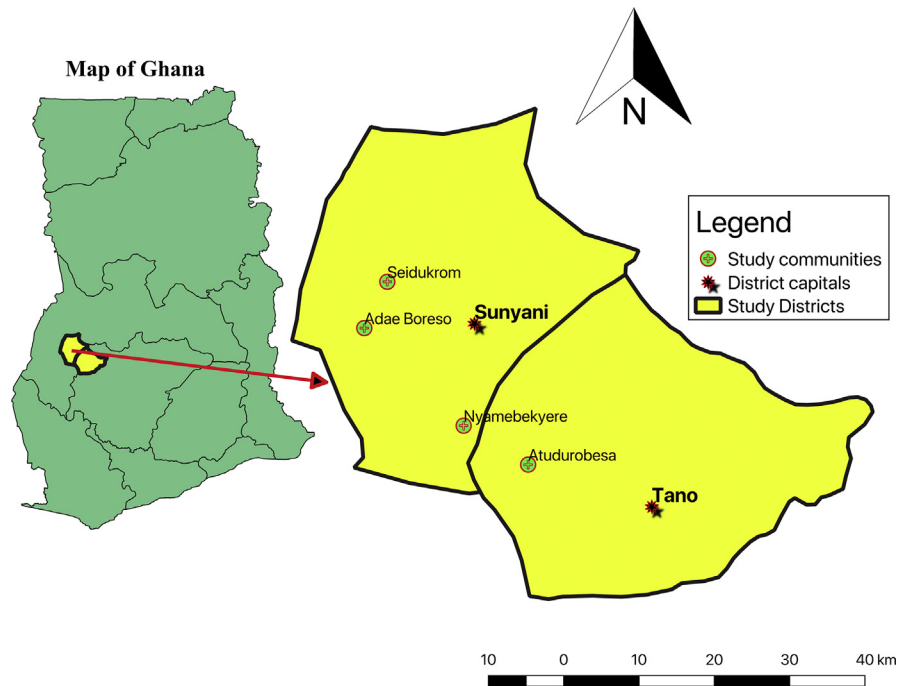 Map of Ghana
N
Legend
Study communities
District capitals
Study Districts
Seidukrom
Sunyani
Adae Boreso
Nyamebekyere
Atudurobesa
Tano
10 0 10 20 30 40 km